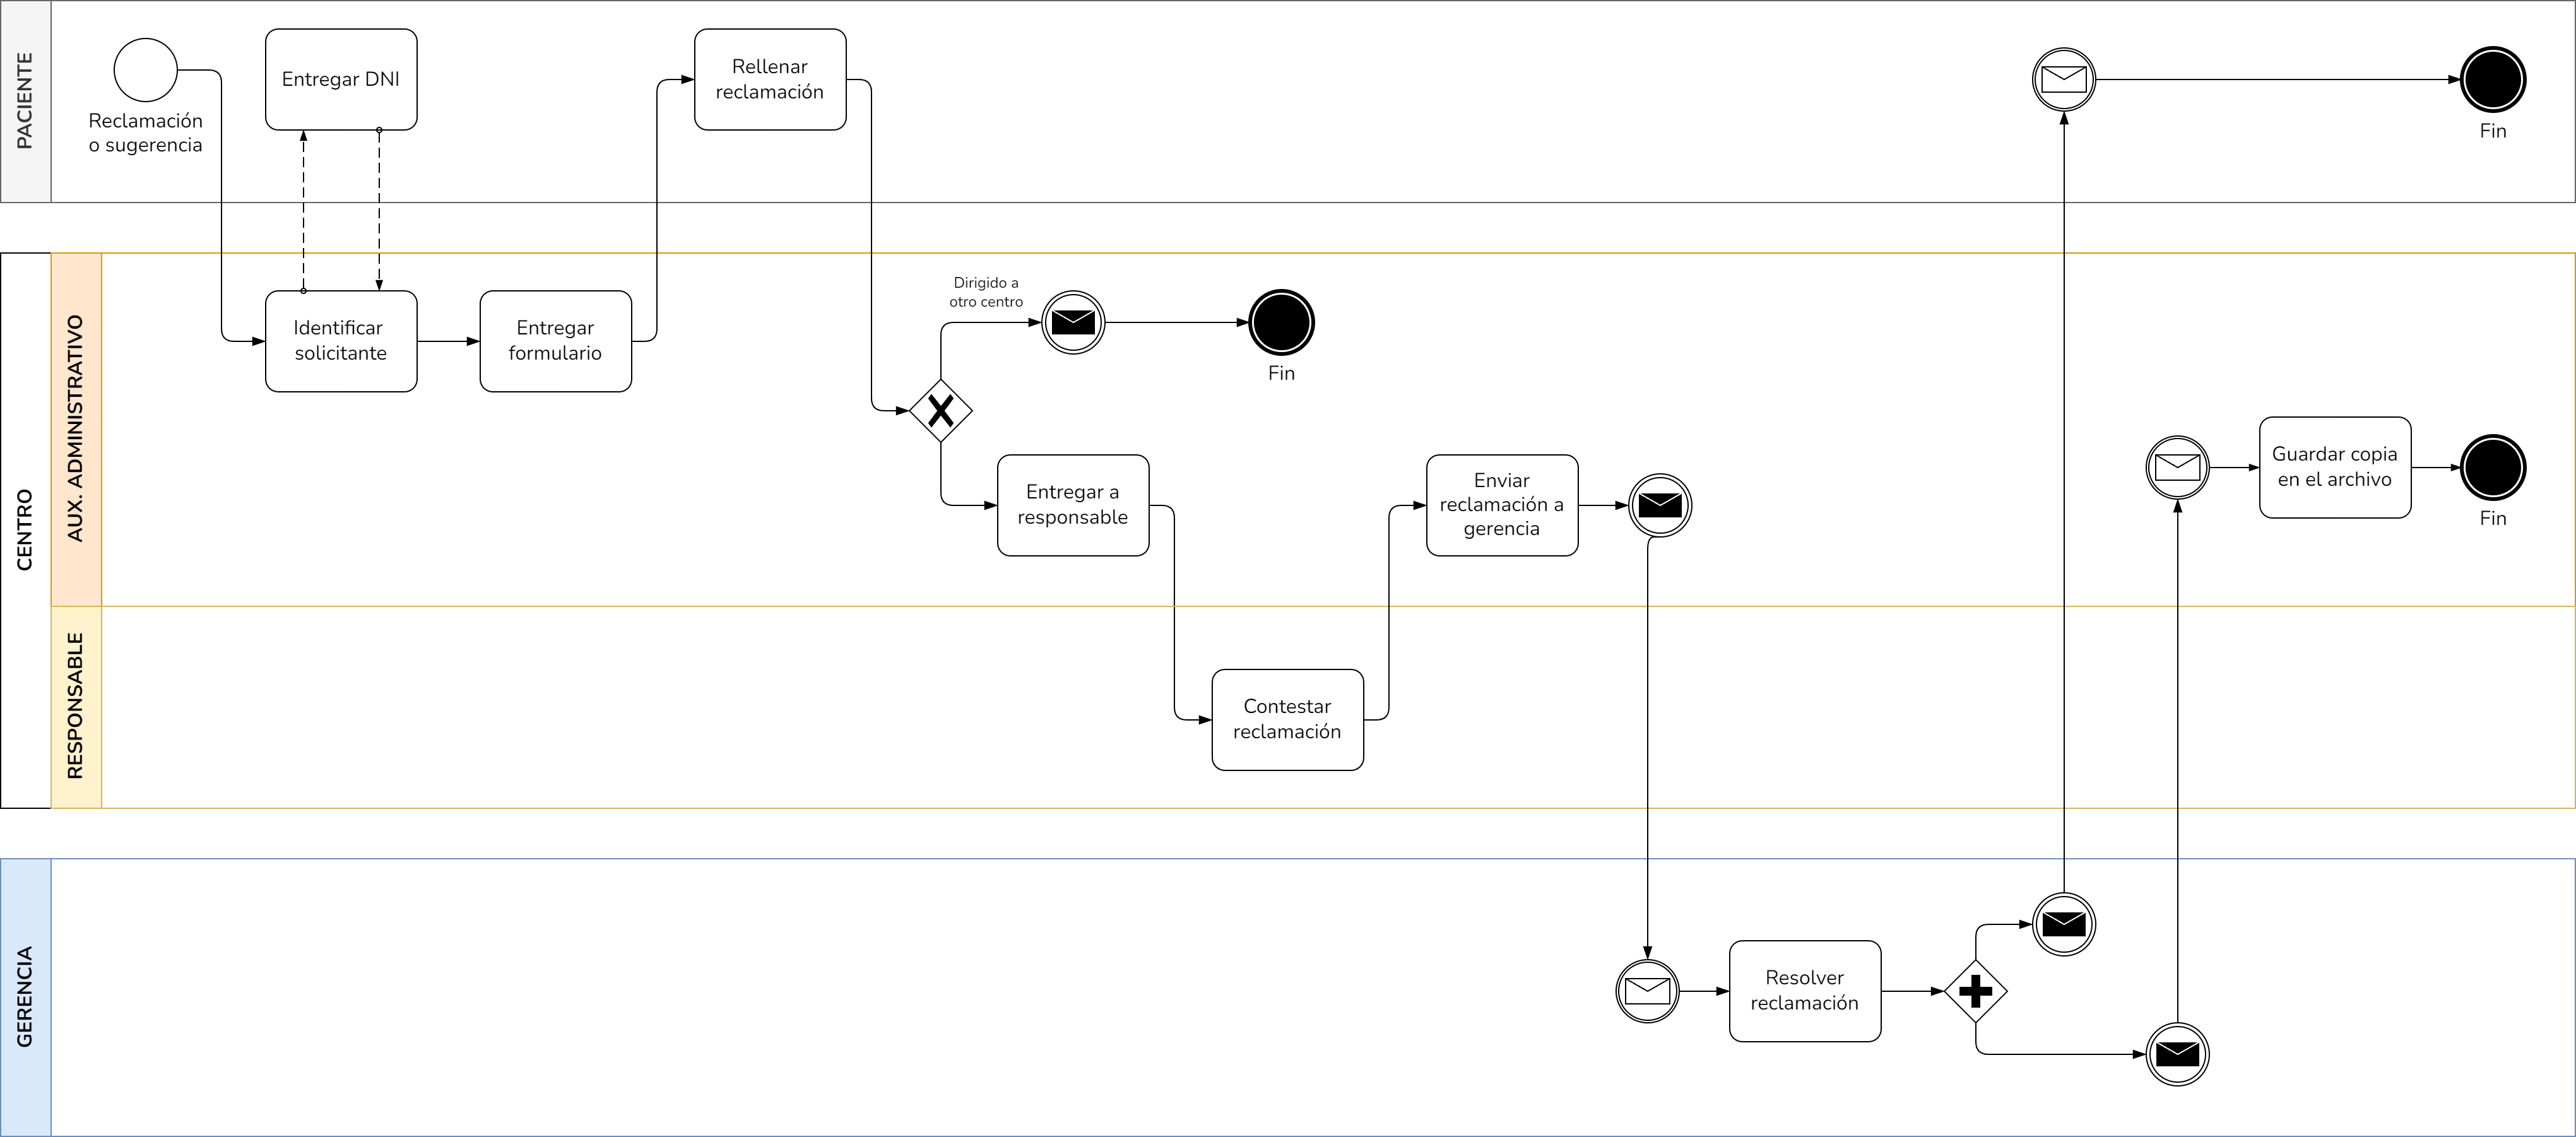 PACIENTE
Reclamación
o sugerencia
Entregar DNI
Rellenar
reclamación
Fin
CENTRO
AUX. ADMINISTRATIVO
Identificar
solicitante
Entregar
formulario
Dirigido a
otro centro
Fin
Entregar a
responsable
Enviar
reclamación a
gerencia
Guardar copia
en el archivo
Fin
RESPONSABLE
Contestar
reclamación
GERENCIA
Resolver
reclamación